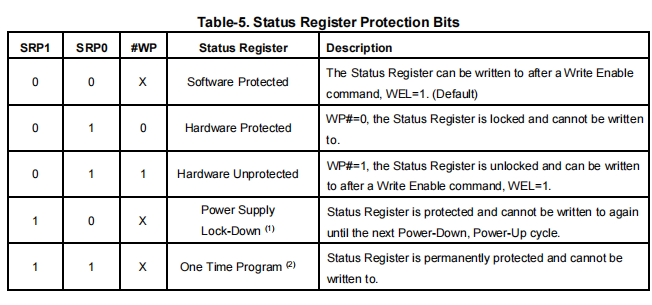 Table-5. Status Register Protection Bits
SRP1 SRP0 #WP Status Register Description
0 0 X Software Protected The Status Register can be written to after a Write Enable
command, WEL=1. (Default)
0 1 0 Hardware Protected WP#=0, the Status Register is locked and cannot be written
to.
0 1 1 Hardware Unprotected WP#=1, the Status Register is unlocked and can be written
to after a Write Enable command, WEL=1.
1 0 X Power Supply
Lock-Down (1) Status Register is protected and cannot be written to again
until the next Power-Down, Power-Up cycle.
1 1 X One Time Program (2) Status Register is permanently protected and cannot be
written to.